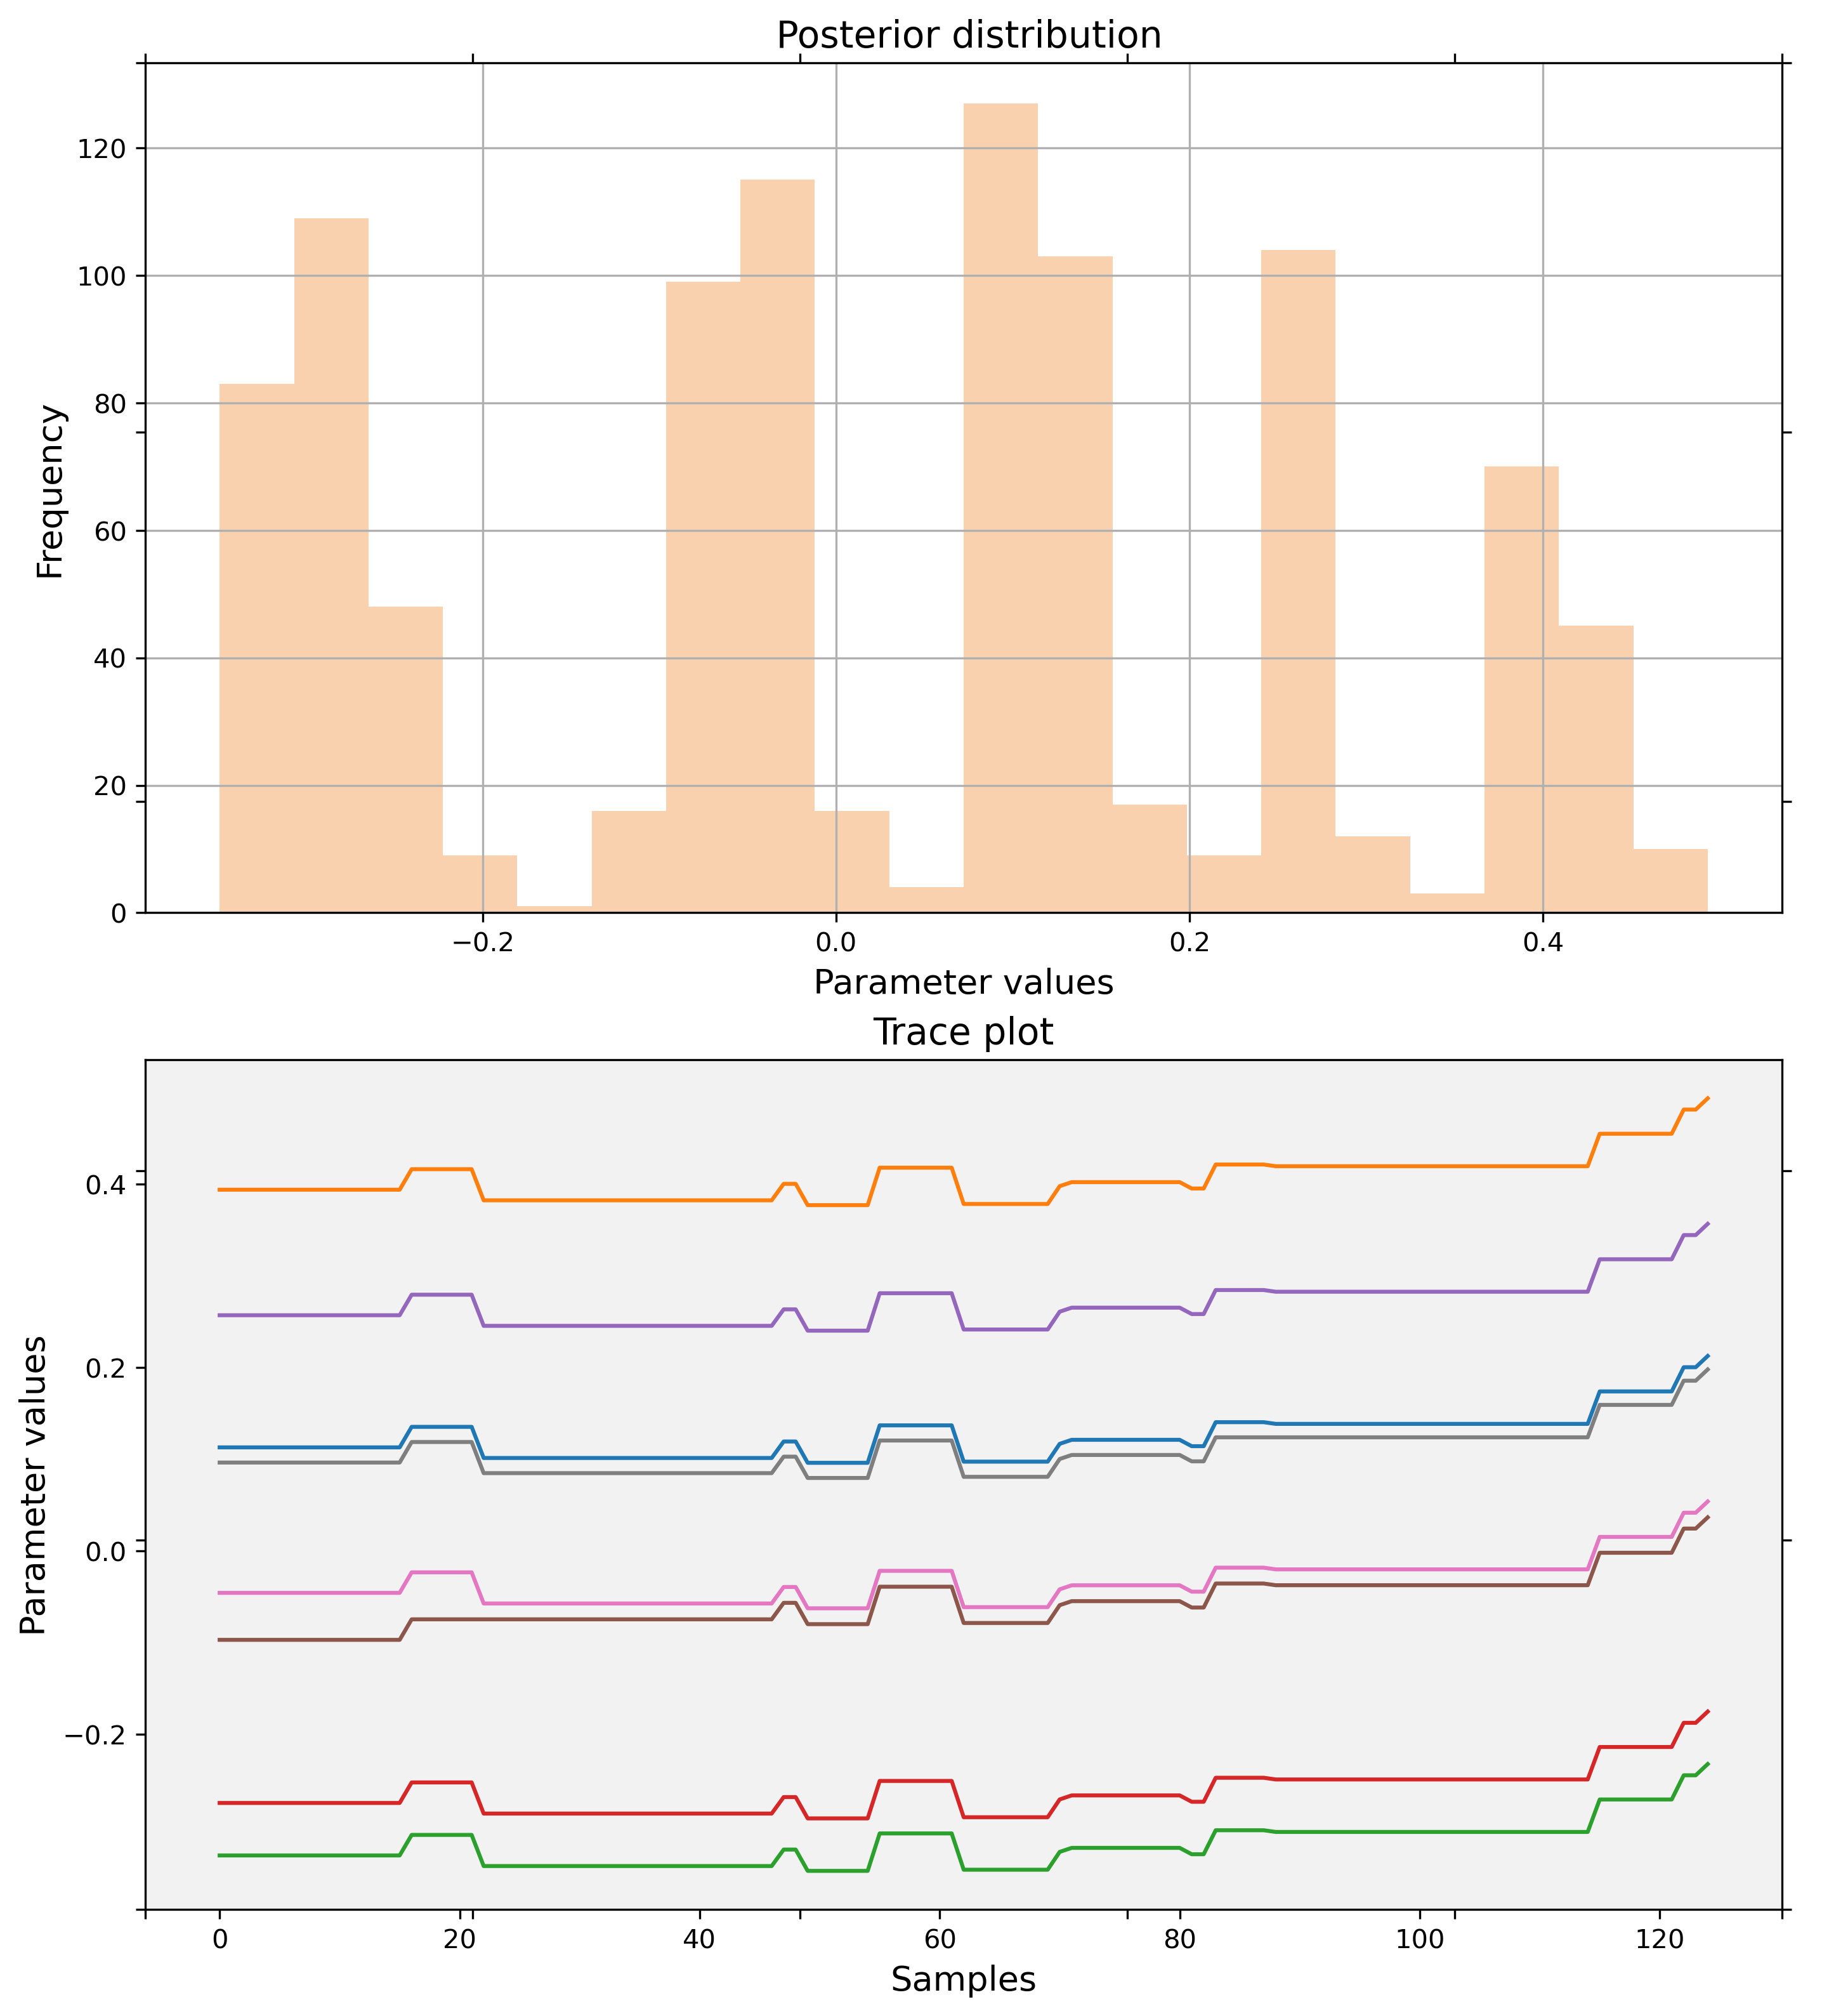 Posterior distribution
120
100
80
60
40
20
0
Frequency
−0.2 0.0 0.2 0.4
Parameter values
Trace plot
0.4
0.2
0.0
−0.2
Parameter values
0 20 40 60 80 100 120
Samples